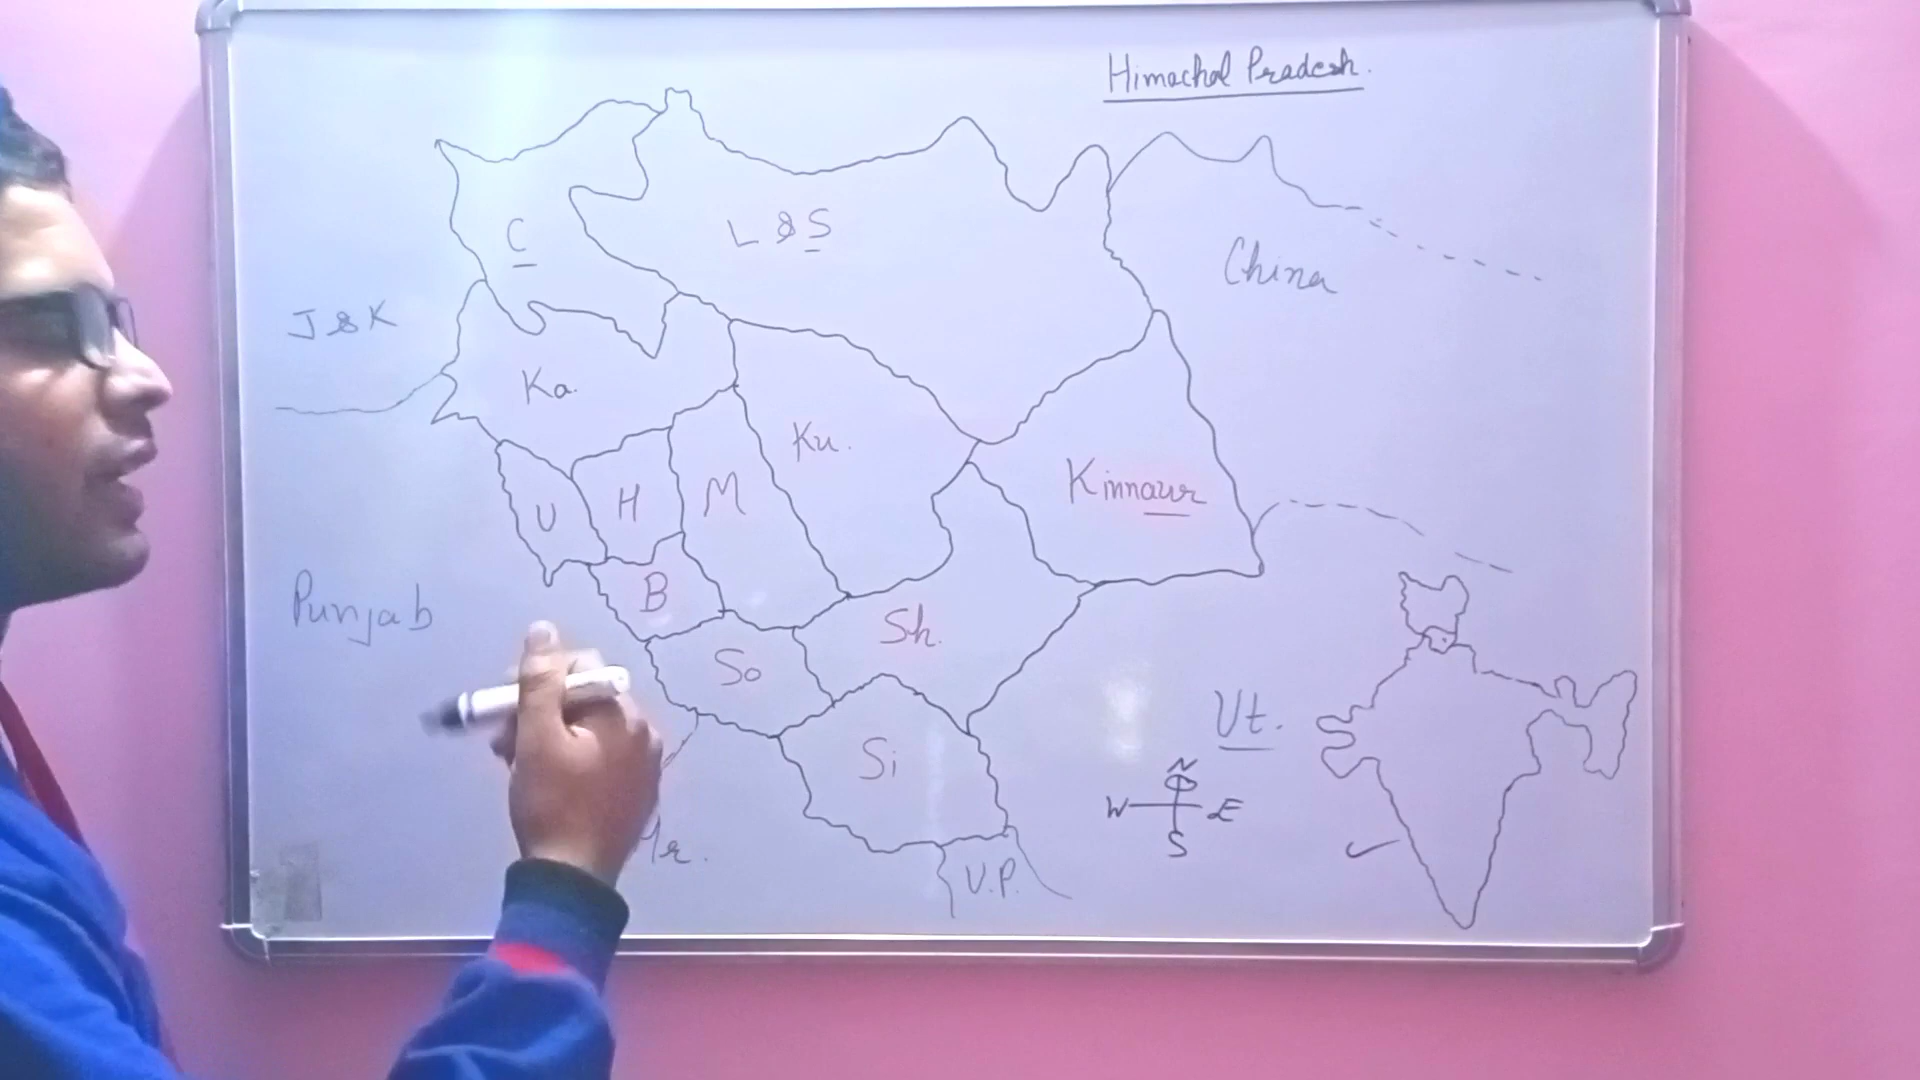 Himachal Pradesh.
C
L & S
China
J & K
Ka.
Ku.
Kinnaur
U
H
M
B
Sh.
Punjab
So
Ut.
Si
N
W
E
S
U.P.